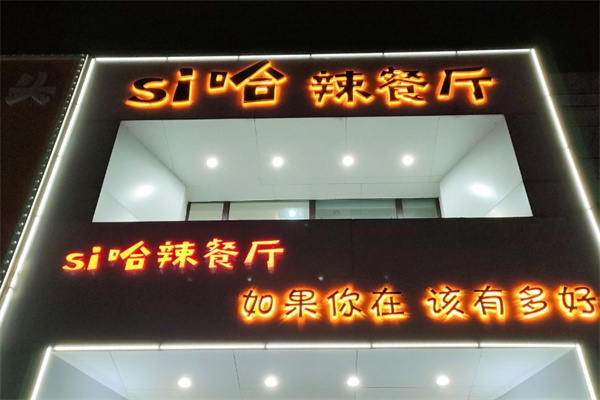 si哈 辣餐厅
si哈辣餐厅
如果你在 该有多好